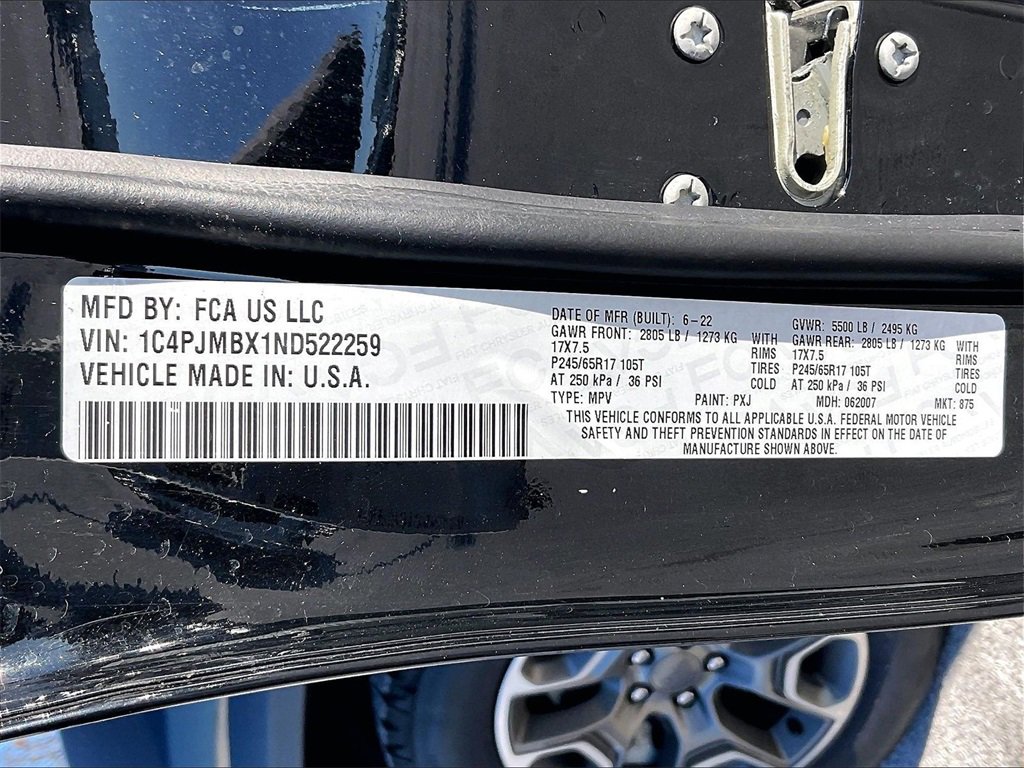 MFD BY: FCA US LLC
VIN: 1C4PJMBX1ND522259
VEHICLE MADE IN: U.S.A.
DATE OF MFR (BUILT): 6-22 GVWR: 5500 LB / 2495 KG
GAWR FRONT: 2805 LB / 1273 KG WITH GAWR REAR: 2805 LB / 1273 KG WITH
17X7.5 RIMS 17X7.5 RIMS
P245/65R17 105T TIRES P245/65R17 105T TIRES
AT 250 kPa / 36 PSI COLD AT 250 kPa / 36 PSI COLD
TYPE: MPV PAINT: PXJ MDH: 062007 MKT: 875
THIS VEHICLE CONFORMS TO ALL APPLICABLE U.S.A. FEDERAL MOTOR VEHICLE
SAFETY AND THEFT PREVENTION STANDARDS IN EFFECT ON THE DATE OF
MANUFACTURE SHOWN ABOVE.